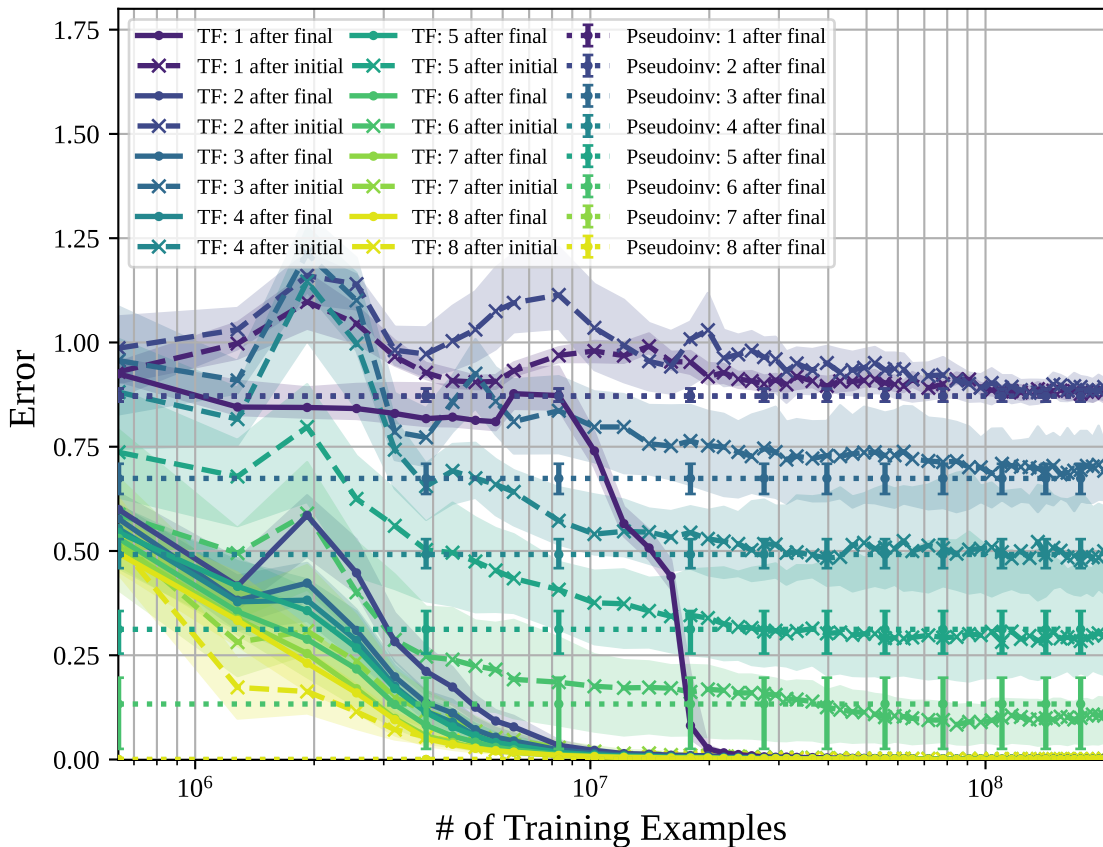 1.75
1.50
1.25
1.00
0.75
0.50
0.25
0.00
Error
TF: 1 after final
TF: 1 after initial
TF: 2 after final
TF: 2 after initial
TF: 3 after final
TF: 3 after initial
TF: 4 after final
TF: 4 after initial
TF: 5 after final
TF: 5 after initial
TF: 6 after final
TF: 6 after initial
TF: 7 after final
TF: 7 after initial
TF: 8 after final
TF: 8 after initial
Pseudoinv: 1 after final
Pseudoinv: 2 after final
Pseudoinv: 3 after final
Pseudoinv: 4 after final
Pseudoinv: 5 after final
Pseudoinv: 6 after final
Pseudoinv: 7 after final
Pseudoinv: 8 after final
10⁶
10⁷
10⁸
# of Training Examples